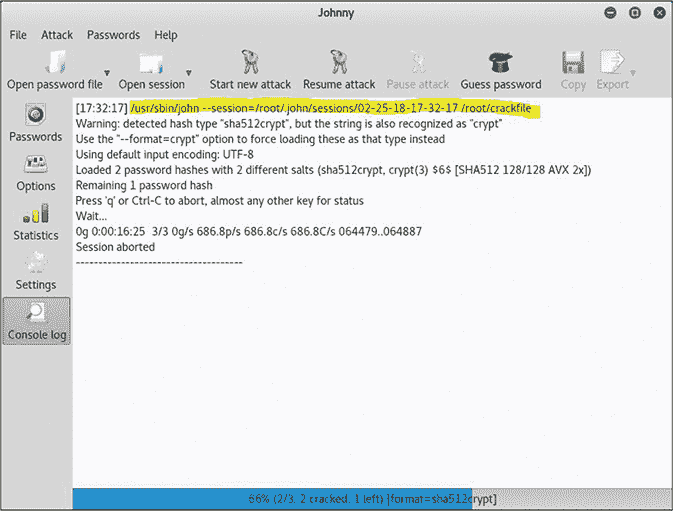 Johnny
File Attack Passwords Help
Open password file Open session Start new attack Resume attack Pause attack Guess password Copy Export
Passwords
Options
Statistics
Settings
Console log
[17:32:17] /usr/sbin/john --session=/root/.john/sessions/02-25-18-17-32-17 /root/crackfile
Warning: detected hash type "sha512crypt", but the string is also recognized as "crypt"
Use the "--format=crypt" option to force loading these as that type instead
Using default input encoding: UTF-8
Loaded 2 password hashes with 2 different salts (sha512crypt, crypt(3) $6$ [SHA512 128/128 AVX 2x])
Remaining 1 password hash
Press 'q' or Ctrl-C to abort, almost any other key for status
Wait...
0g 0:00:16:25 3/3 0g/s 686.8p/s 686.8c/s 686.8C/s 064479..064887
Session aborted
-------------------------------------
66% (2/3: 2 cracked, 1 left) [format=sha512crypt]